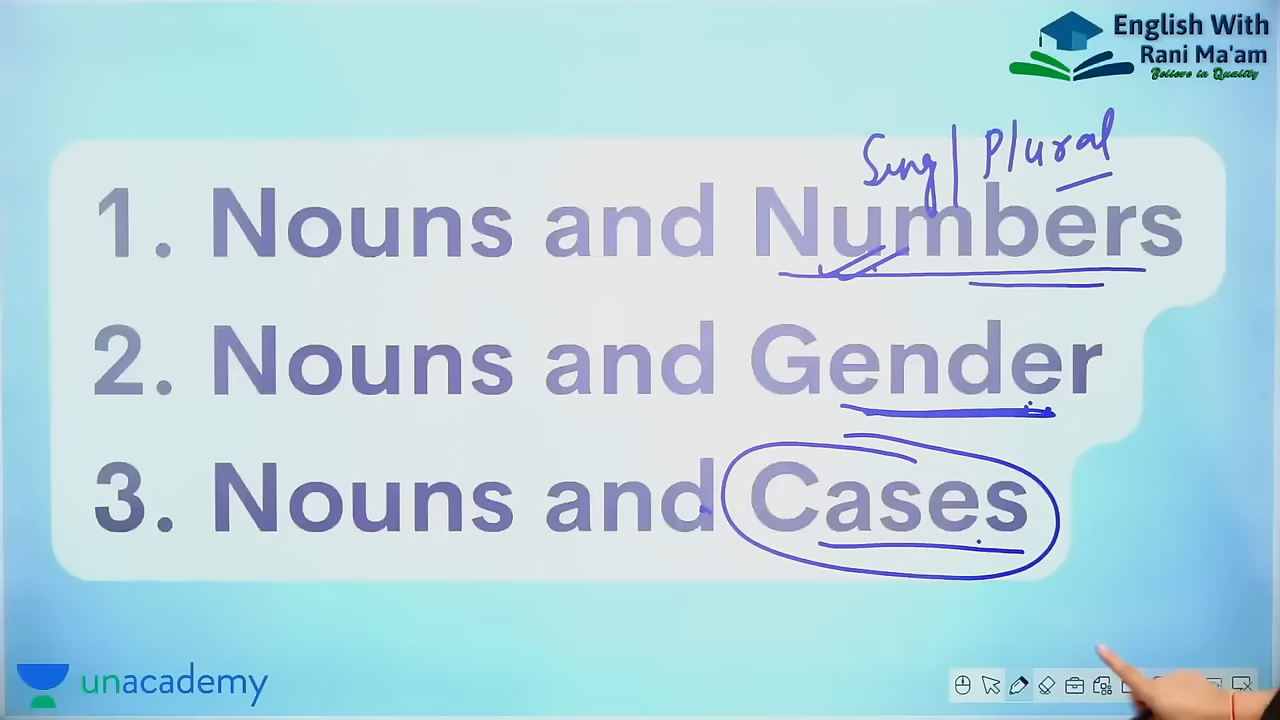 English With
Rani Ma'am
Believe in Quality
Sing | Plural
1. Nouns and Numbers
2. Nouns and Gender
3. Nouns and Cases
unacademy